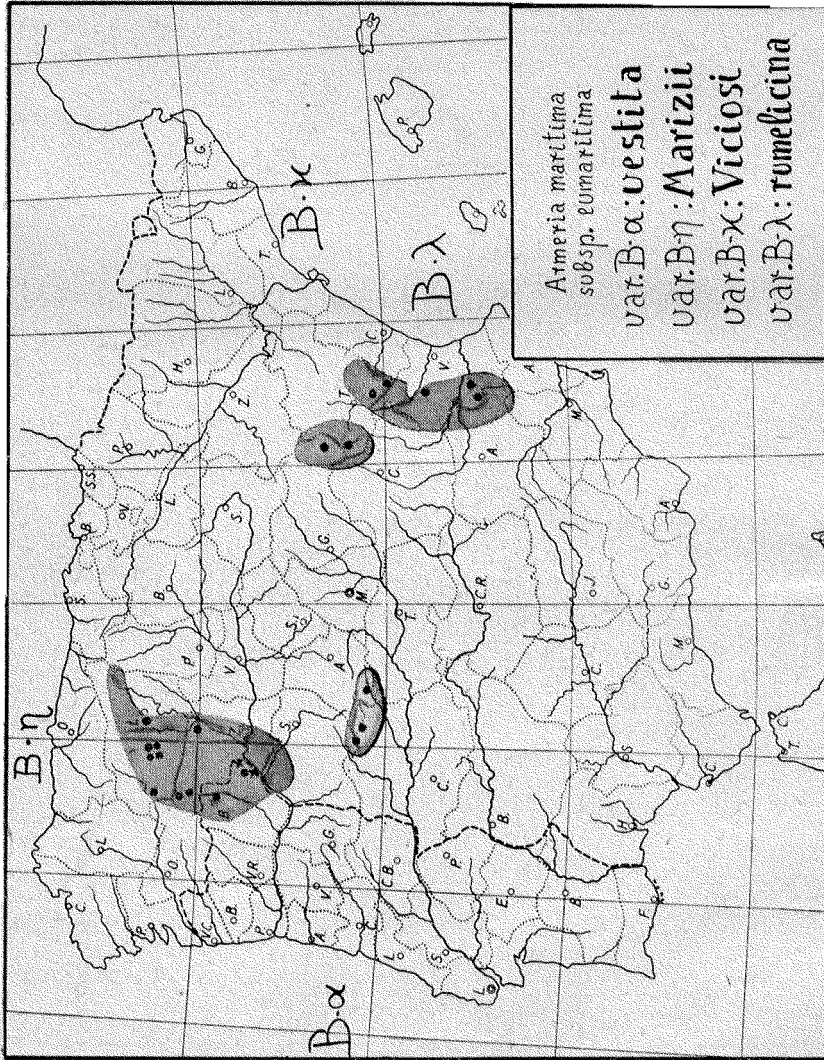 B-η
B-α
B-ϰ
B-λ
Armeria maritima
subsp. eumaritima
var. B-α: vestita
var. B-η: Marizii
var. B-ϰ: Viciosi
var. B-λ: rumelicina
C.
L
O
S.
B
S.S.
V.
P
L.
H
L
G.
B
T
Z
O.
P.
V.C.
B.
V.R.
P.
B
Z
V
P
B
S.
S.
A
S.
M
G.
C.
T.
T
C
V
A
A
P
A
V
G.
C.
C.B.
L
S.
L
P
E
B
F
C
B.
C.R.
M
J
C.
S
H
C
M
G.
A
C
T